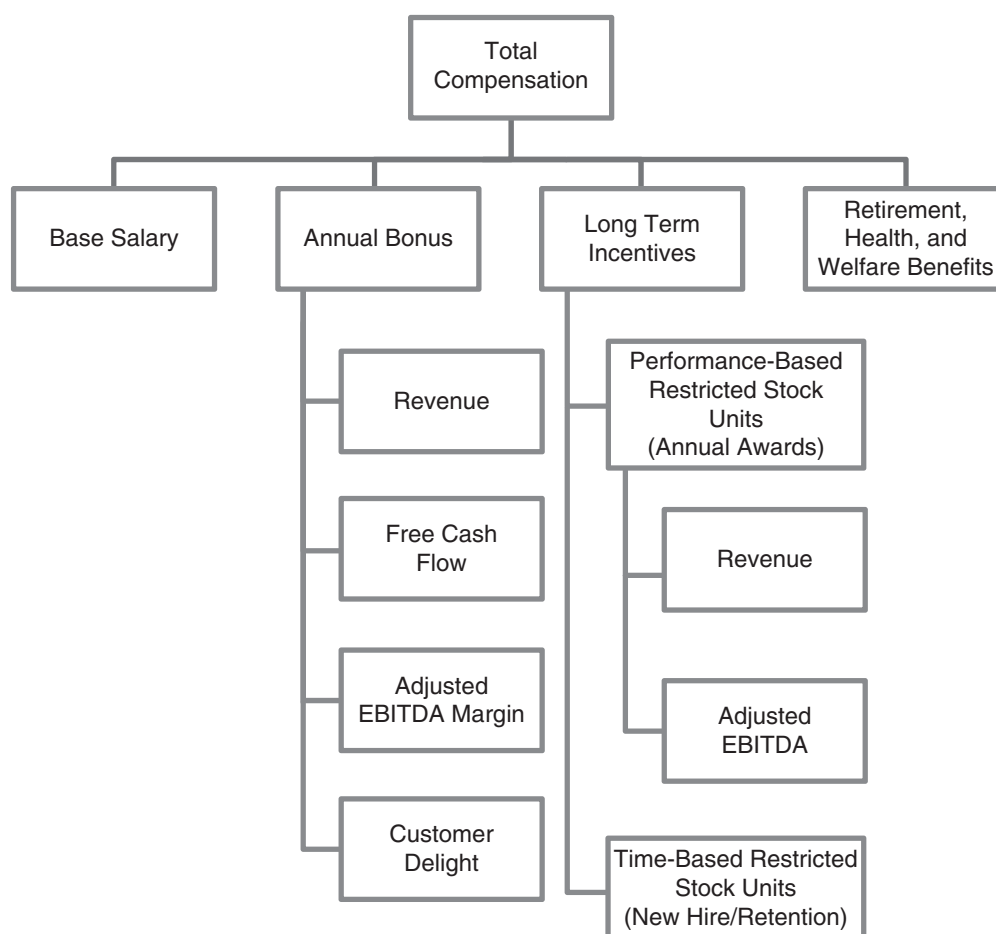 Total
Compensation
Base Salary
Annual Bonus
Long Term
Incentives
Retirement,
Health, and
Welfare Benefits
Revenue
Free Cash
Flow
Adjusted
EBITDA Margin
Customer
Delight
Performance-Based
Restricted Stock
Units
(Annual Awards)
Revenue
Adjusted
EBITDA
Time-Based Restricted
Stock Units
(New Hire/Retention)